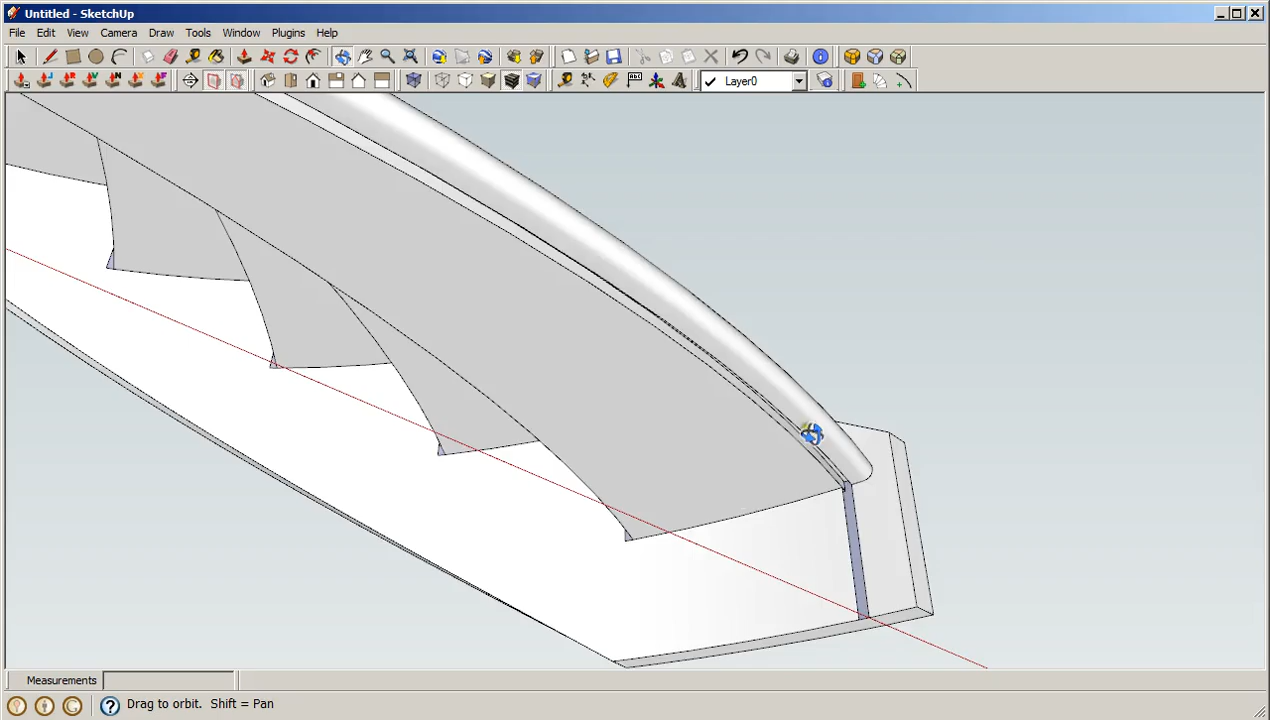 Untitled - SketchUp
File Edit View Camera Draw Tools Window Plugins Help
Layer0
Measurements
Drag to orbit. Shift = Pan